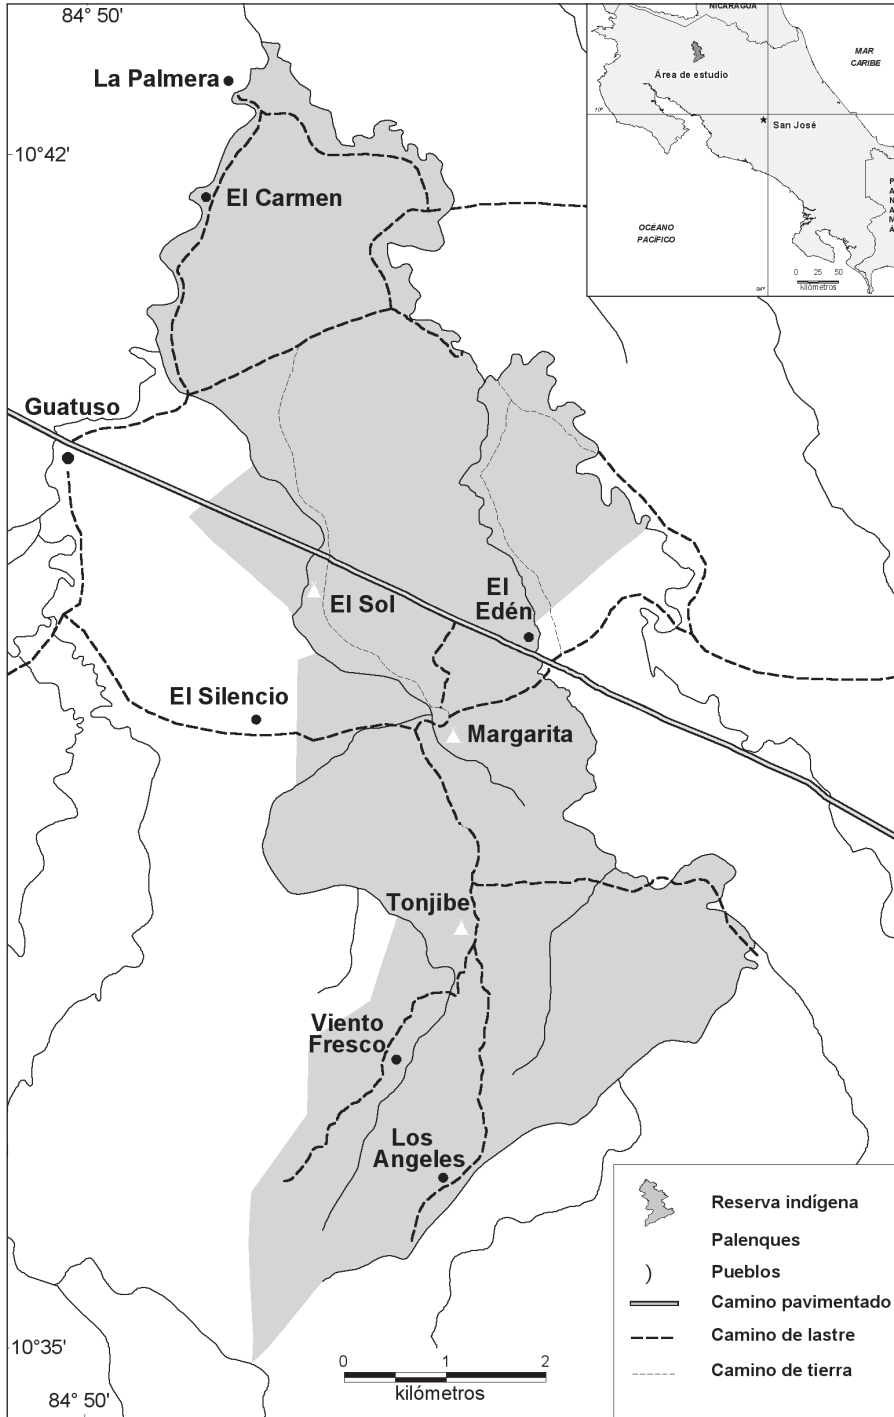 84° 50'
NICARAGUA
MAR
CARIBE
La Palmera
Área de estudio
10°
San José
10°42'
El Carmen
P
A
N
A
M
Á
OCÉANO
PACÍFICO
0 25 50
kilómetros
84°
Guatuso
El
Edén
El Sol
El Silencio
Margarita
Tonjibe
Viento
Fresco
Los
Angeles
Reserva indígena
Palenques
) Pueblos
Camino pavimentado
Camino de lastre
Camino de tierra
10°35'
0 1 2
kilómetros
84° 50'